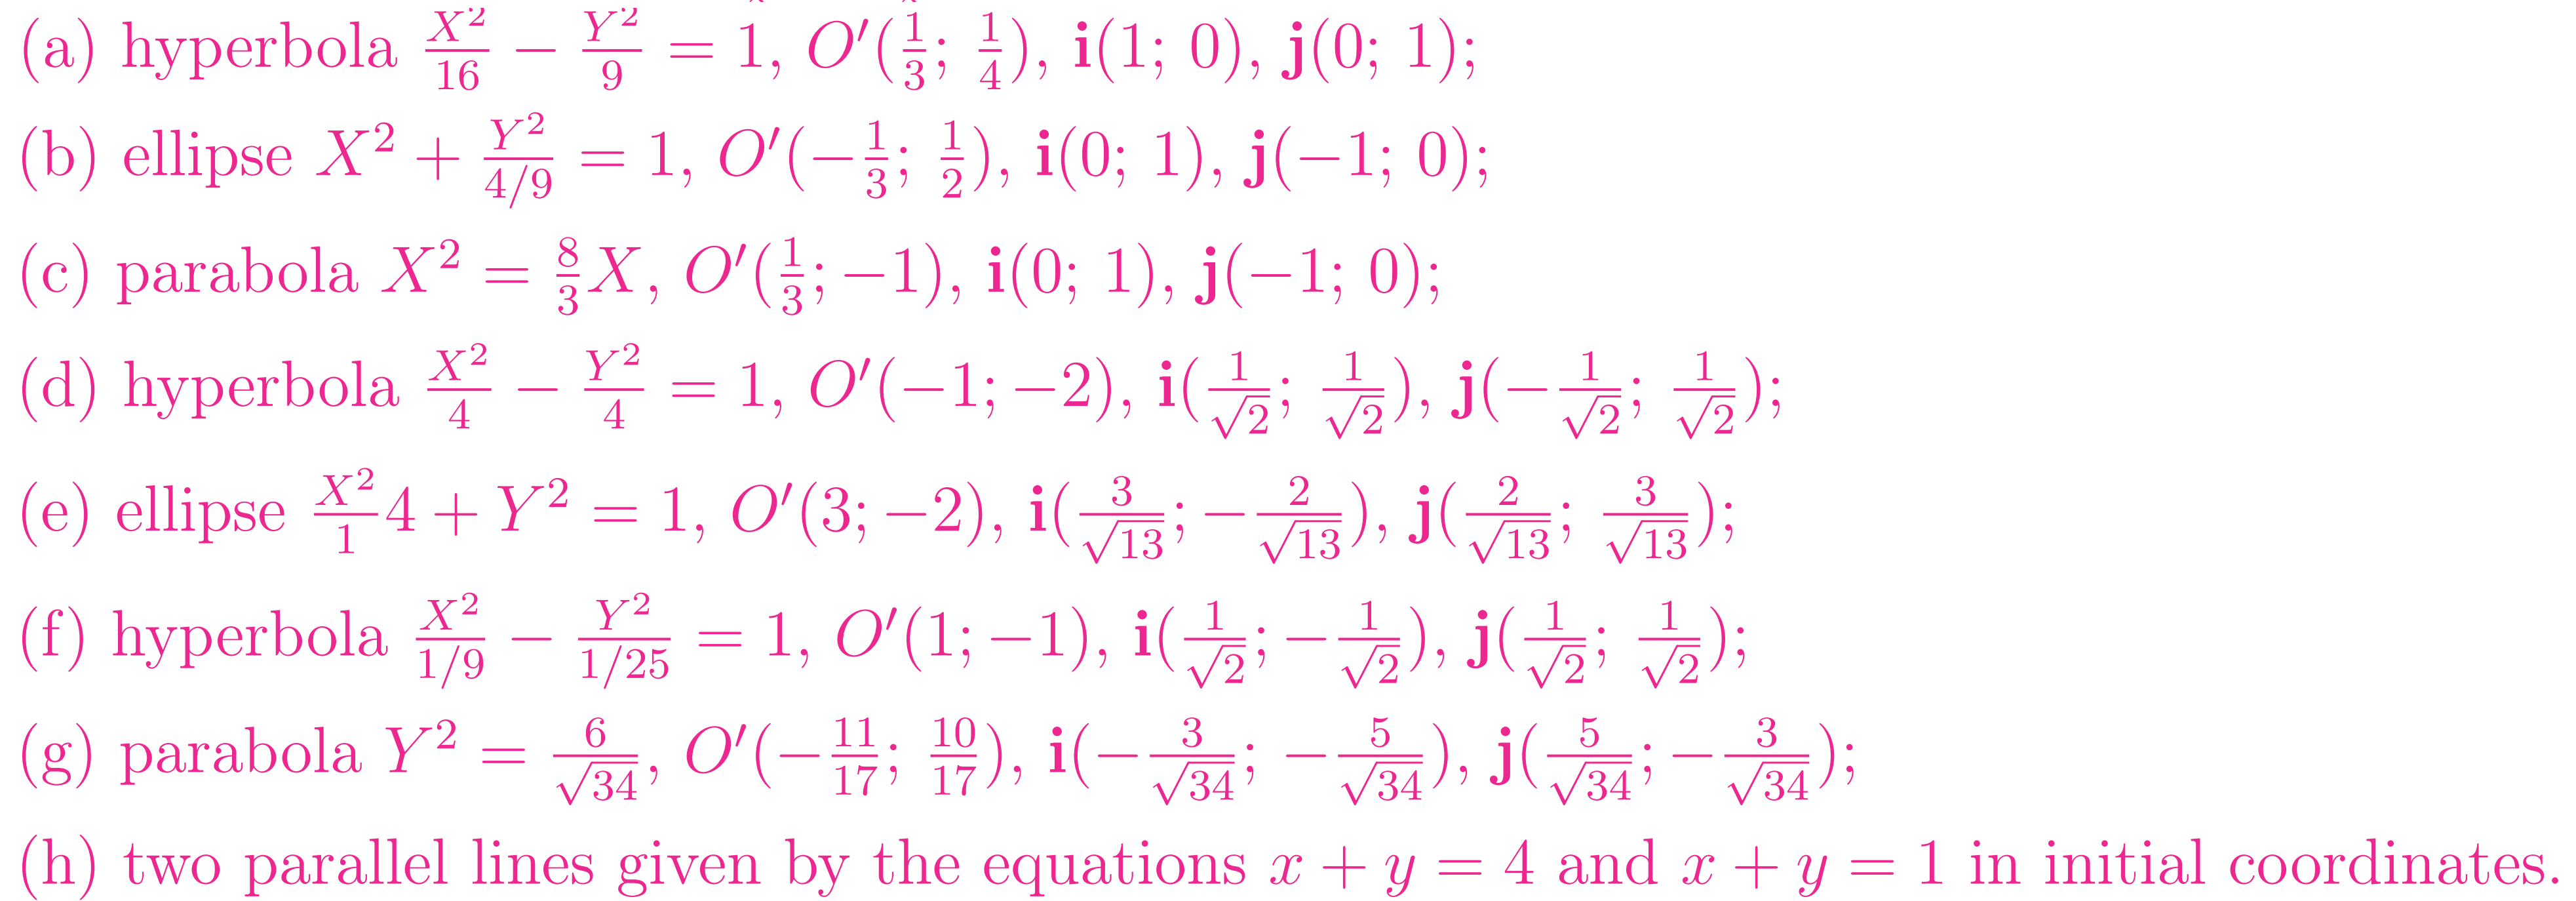 (a) hyperbola $\frac{X^2}{16} - \frac{Y^2}{9} = 1$, $O'(\frac{1}{3}; \frac{1}{4})$, $\mathbf{i}(1; 0)$, $\mathbf{j}(0; 1)$;
(b) ellipse $X^2 + \frac{Y^2}{4/9} = 1$, $O'(-\frac{1}{3}; \frac{1}{2})$, $\mathbf{i}(0; 1)$, $\mathbf{j}(-1; 0)$;
(c) parabola $X^2 = \frac{8}{3}X$, $O'(\frac{1}{3}; -1)$, $\mathbf{i}(0; 1)$, $\mathbf{j}(-1; 0)$;
(d) hyperbola $\frac{X^2}{4} - \frac{Y^2}{4} = 1$, $O'(-1; -2)$, $\mathbf{i}(\frac{1}{\sqrt{2}}; \frac{1}{\sqrt{2}})$, $\mathbf{j}(-\frac{1}{\sqrt{2}}; \frac{1}{\sqrt{2}})$;
(e) ellipse $\frac{X^2}{1}4 + Y^2 = 1$, $O'(3; -2)$, $\mathbf{i}(\frac{3}{\sqrt{13}}; -\frac{2}{\sqrt{13}})$, $\mathbf{j}(\frac{2}{\sqrt{13}}; \frac{3}{\sqrt{13}})$;
(f) hyperbola $\frac{X^2}{1/9} - \frac{Y^2}{1/25} = 1$, $O'(1; -1)$, $\mathbf{i}(\frac{1}{\sqrt{2}}; -\frac{1}{\sqrt{2}})$, $\mathbf{j}(\frac{1}{\sqrt{2}}; \frac{1}{\sqrt{2}})$;
(g) parabola $Y^2 = \frac{6}{\sqrt{34}}$, $O'(-\frac{11}{17}; \frac{10}{17})$, $\mathbf{i}(-\frac{3}{\sqrt{34}}; -\frac{5}{\sqrt{34}})$, $\mathbf{j}(\frac{5}{\sqrt{34}}; -\frac{3}{\sqrt{34}})$;
(h) two parallel lines given by the equations $x + y = 4$ and $x + y = 1$ in initial coordinates.